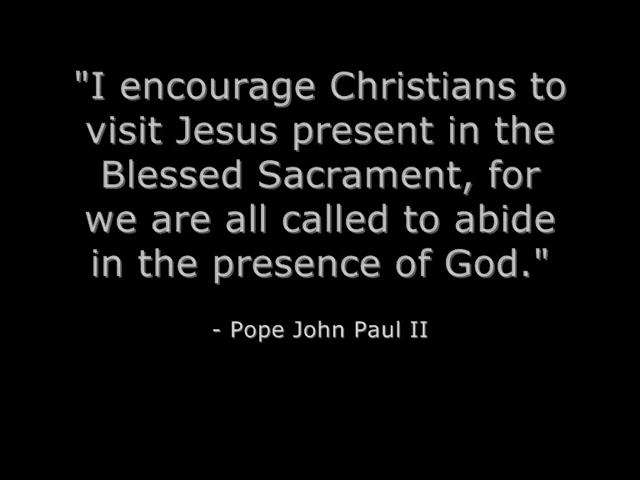 "I encourage Christians to
visit Jesus present in the
Blessed Sacrament, for
we are all called to abide
in the presence of God."
- Pope John Paul II